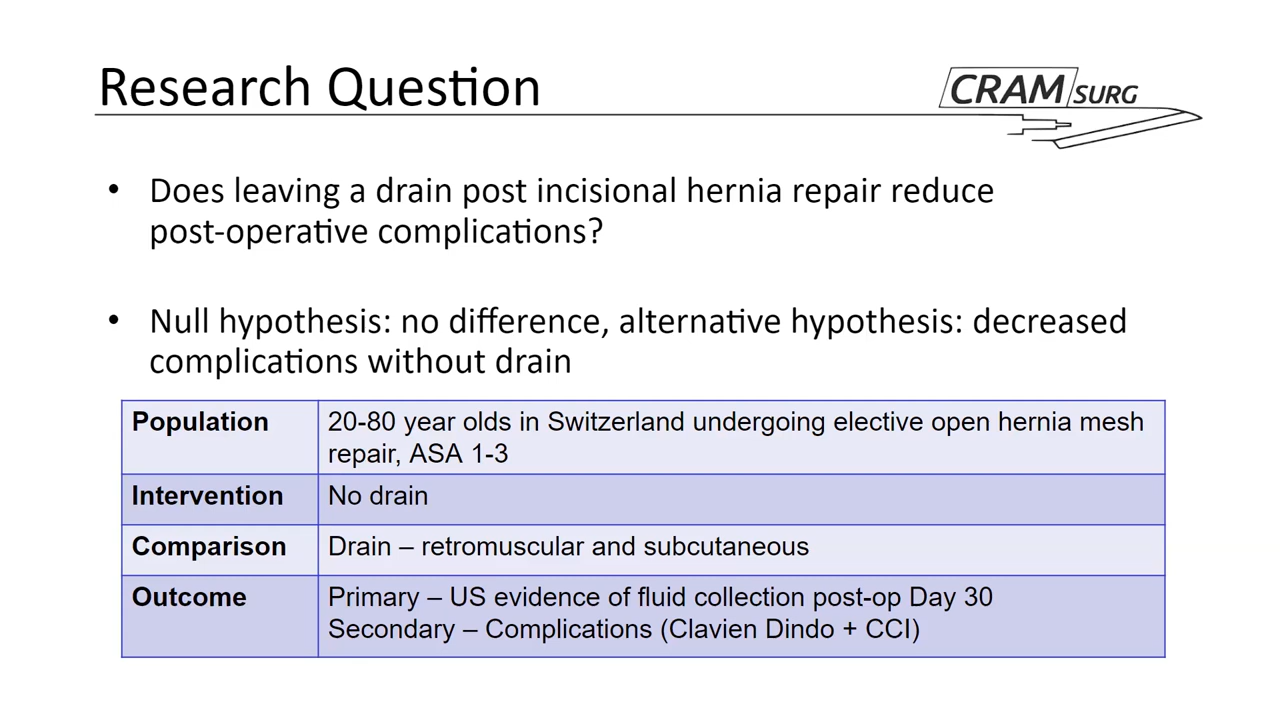 Research Question
CRAM SURG
• Does leaving a drain post incisional hernia repair reduce
post-operative complications?
• Null hypothesis: no difference, alternative hypothesis: decreased
complications without drain
Population
20-80 year olds in Switzerland undergoing elective open hernia mesh
repair, ASA 1-3
Intervention
No drain
Comparison
Drain – retromuscular and subcutaneous
Outcome
Primary – US evidence of fluid collection post-op Day 30
Secondary – Complications (Clavien Dindo + CCI)